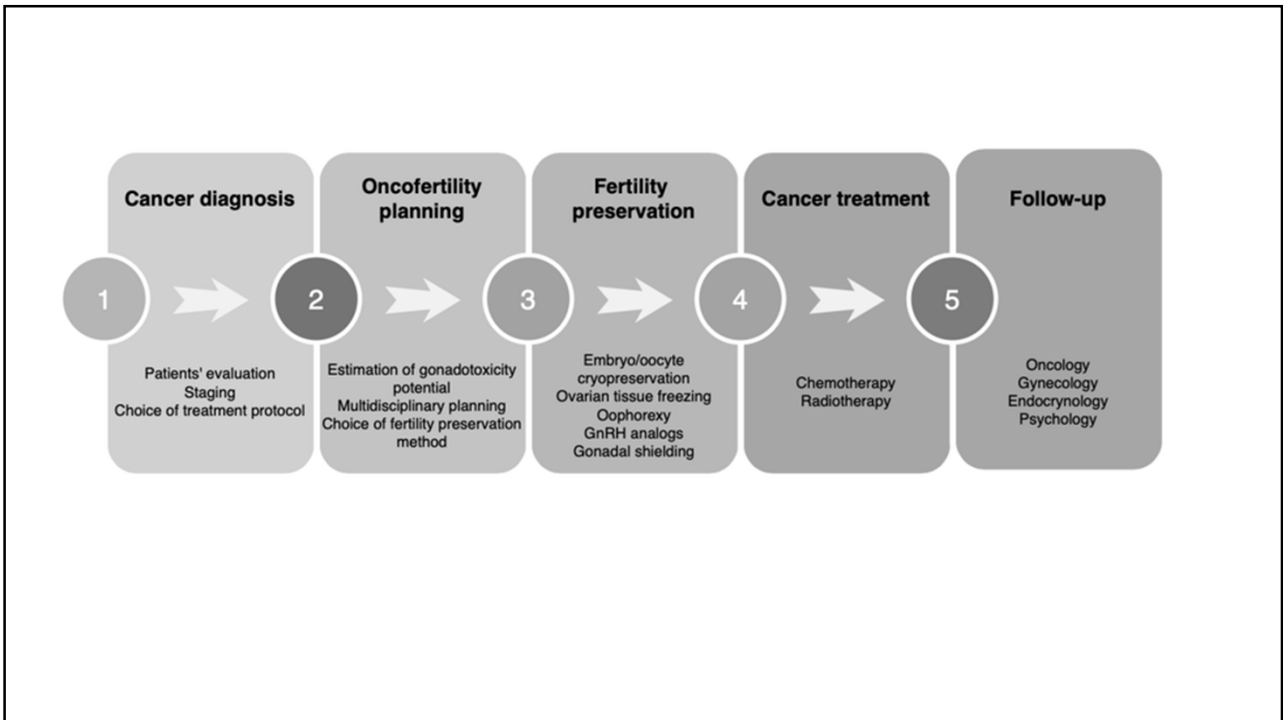 Cancer diagnosis
1
Patients' evaluation
Staging
Choice of treatment protocol
Oncofertility
planning
2
Estimation of gonadotoxicity
potential
Multidisciplinary planning
Choice of fertility preservation
method
Fertility
preservation
3
Embryo/oocyte
cryopreservation
Ovarian tissue freezing
Oophorexy
GnRH analogs
Gonadal shielding
Cancer treatment
4
Chemotherapy
Radiotherapy
Follow-up
5
Oncology
Gynecology
Endocrynology
Psychology